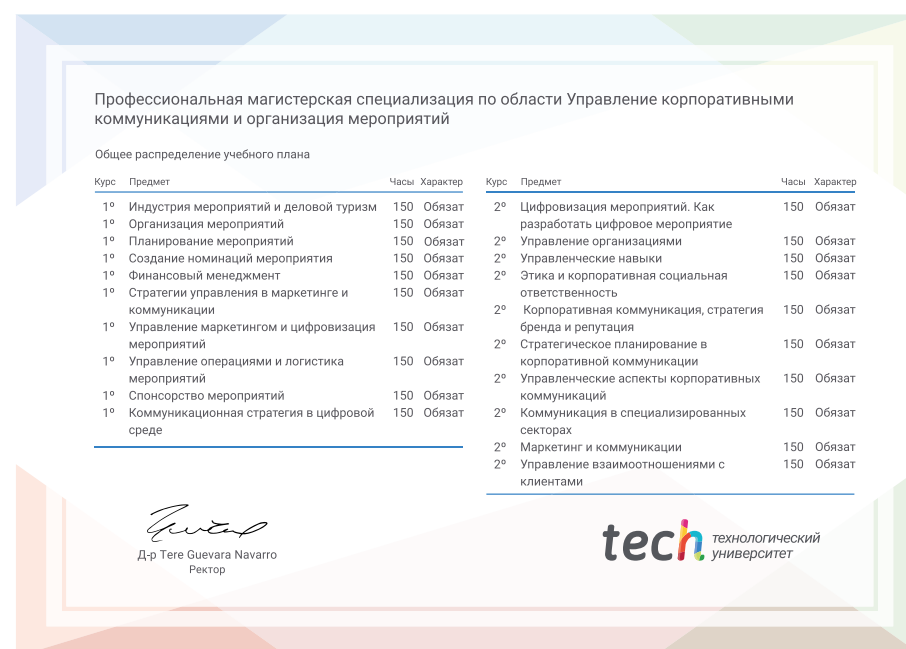 Профессиональная магистерская специализация по области Управление корпоративными
коммуникациями и организация мероприятий
Общее распределение учебного плана
Курс Предмет Часы Характер
1º Индустрия мероприятий и деловой туризм 150 Обязат
1º Организация мероприятий 150 Обязат
1º Планирование мероприятий 150 Обязат
1º Создание номинаций мероприятия 150 Обязат
1º Финансовый менеджмент 150 Обязат
1º Стратегии управления в маркетинге и 150 Обязат
коммуникации
1º Управление маркетингом и цифровизация 150 Обязат
мероприятий
1º Управление операциями и логистика 150 Обязат
мероприятий
1º Спонсорство мероприятий 150 Обязат
1º Коммуникационная стратегия в цифровой 150 Обязат
среде
Курс Предмет Часы Характер
2º Цифровизация мероприятий. Как 150 Обязат
разработать цифровое мероприятие
2º Управление организациями 150 Обязат
2º Управленческие навыки 150 Обязат
2º Этика и корпоративная социальная 150 Обязат
ответственность
2º Корпоративная коммуникация, стратегия 150 Обязат
бренда и репутация
2º Стратегическое планирование в 150 Обязат
корпоративной коммуникации
2º Управленческие аспекты корпоративных 150 Обязат
коммуникаций
2º Коммуникация в специализированных 150 Обязат
секторах
2º Маркетинг и коммуникации 150 Обязат
2º Управление взаимоотношениями с 150 Обязат
клиентами
Д-р Tere Guevara Navarro
Ректор
tech технологический
университет